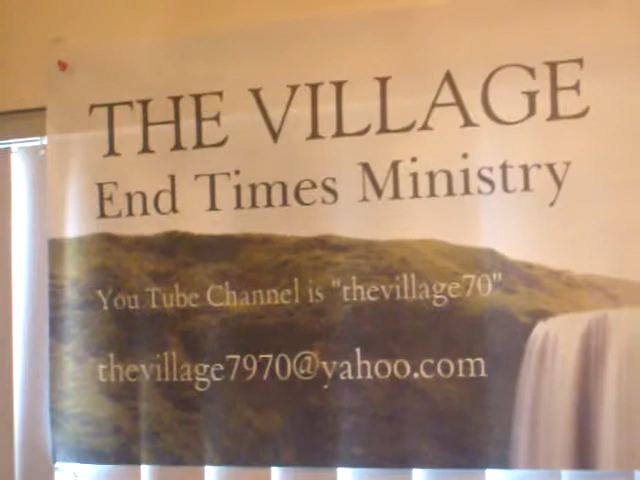 THE VILLAGE
End Times Ministry
You Tube Channel is "thevillage70"
thevillage7970@yahoo.com